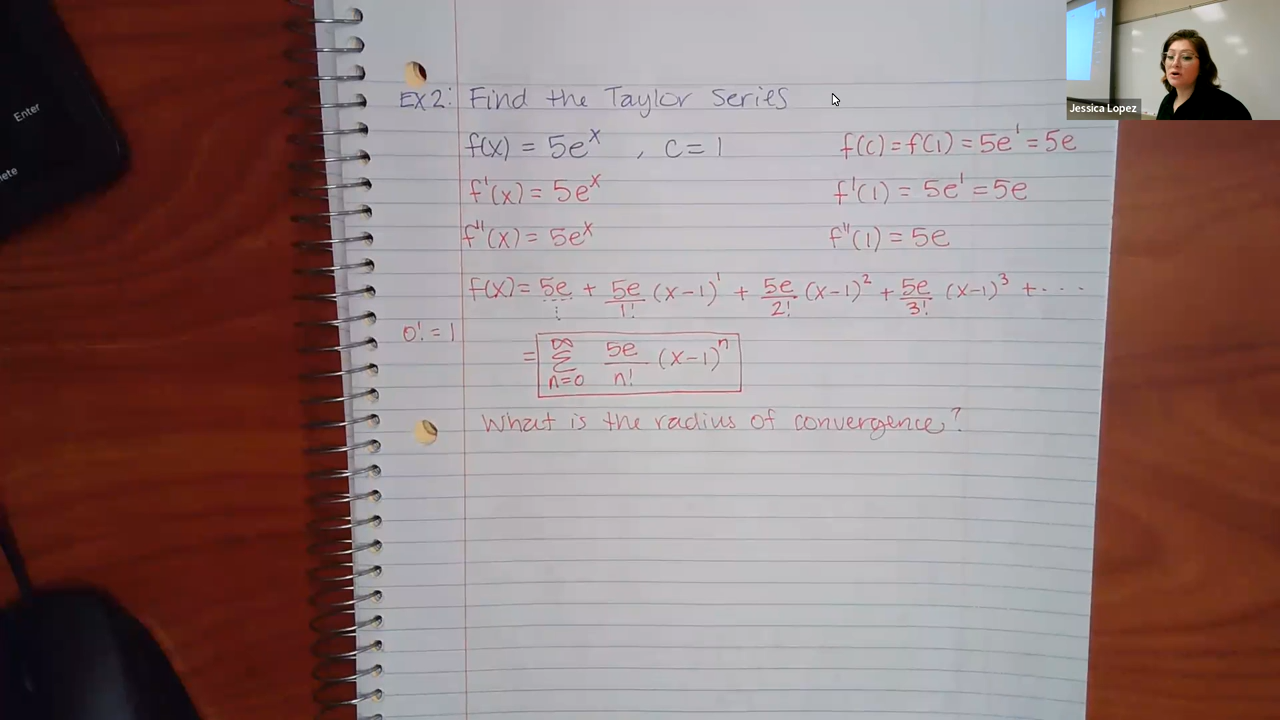 Enter
lete
Jessica Lopez
EX2: Find the Taylor Series
f(x) = 5e^x , c = 1
f(c) = f(1) = 5e^1 = 5e
f'(x) = 5e^x
f'(1) = 5e^1 = 5e
f''(x) = 5e^x
f''(1) = 5e
f(x) = 5e + 5e/1! (x-1)^1 + 5e/2! (x-1)^2 + 5e/3! (x-1)^3 + ...
0! = 1
= ∑_{n=0}^{∞} 5e/n! (x-1)^n
What is the radius of convergence?